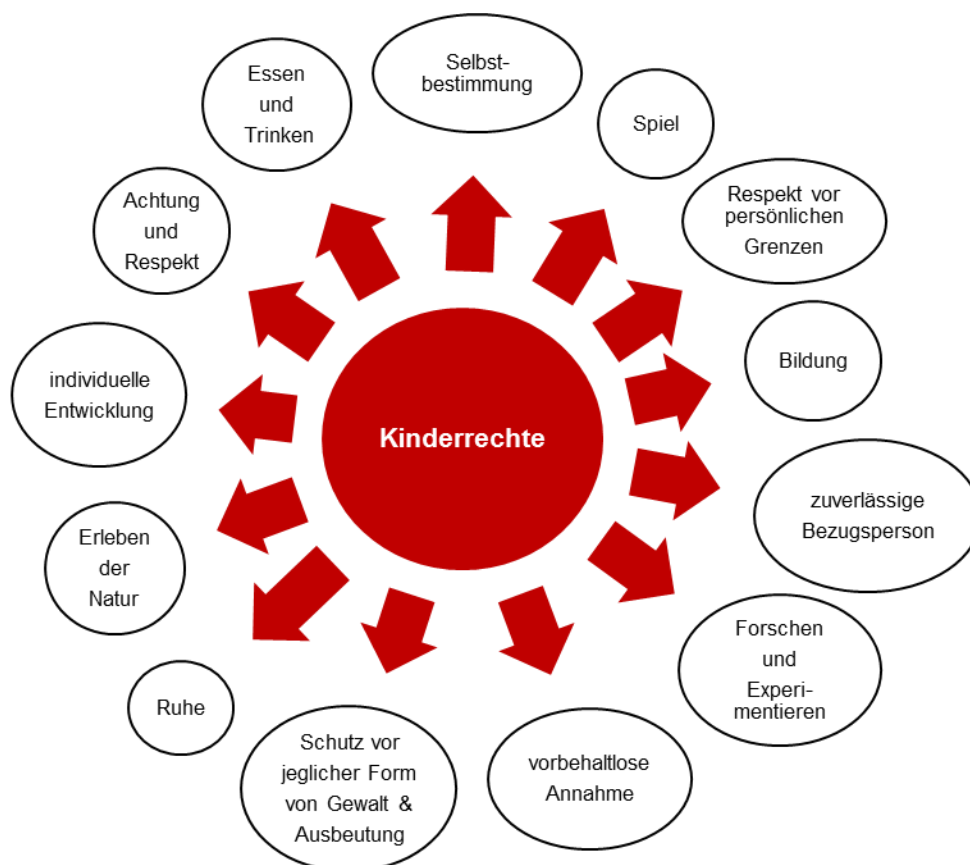 Selbst-
bestimmung
Spiel
Respekt vor
persönlichen
Grenzen
Bildung
zuverlässige
Bezugsperson
Forschen
und
Experi-
mentieren
vorbehaltlose
Annahme
Schutz vor
jeglicher Form
von Gewalt &
Ausbeutung
Ruhe
Erleben
der
Natur
individuelle
Entwicklung
Achtung
und
Respekt
Essen
und
Trinken
Kinderrechte